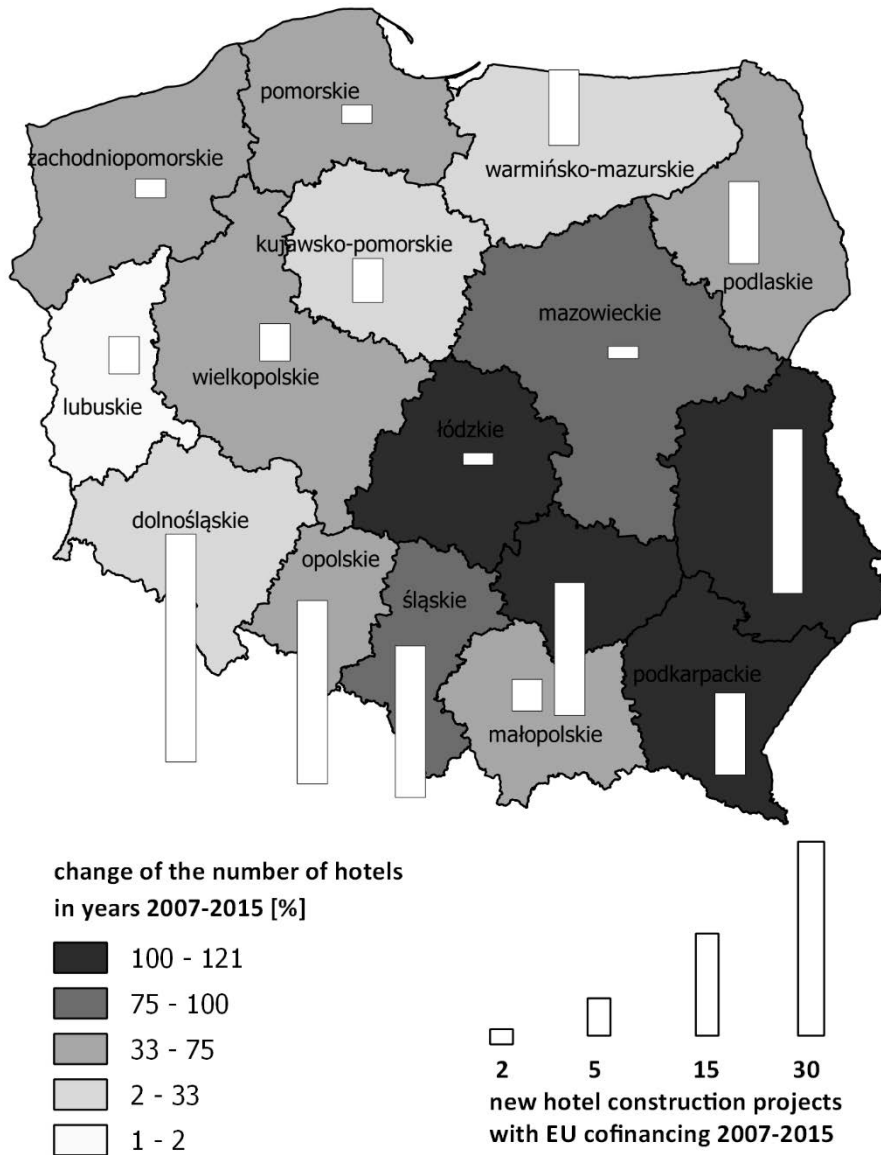 pomorskie
zachodniopomorskie
warmińsko-mazurskie
kujawsko-pomorskie
podlaskie
mazowieckie
wielkopolskie
lubuskie
łódzkie
dolnośląskie
opolskie
śląskie
podkarpackie
małopolskie
change of the number of hotels
in years 2007-2015 [%]
100 - 121
75 - 100
33 - 75
2 - 33
1 - 2
2 5 15 30
new hotel construction projects
with EU cofinancing 2007-2015